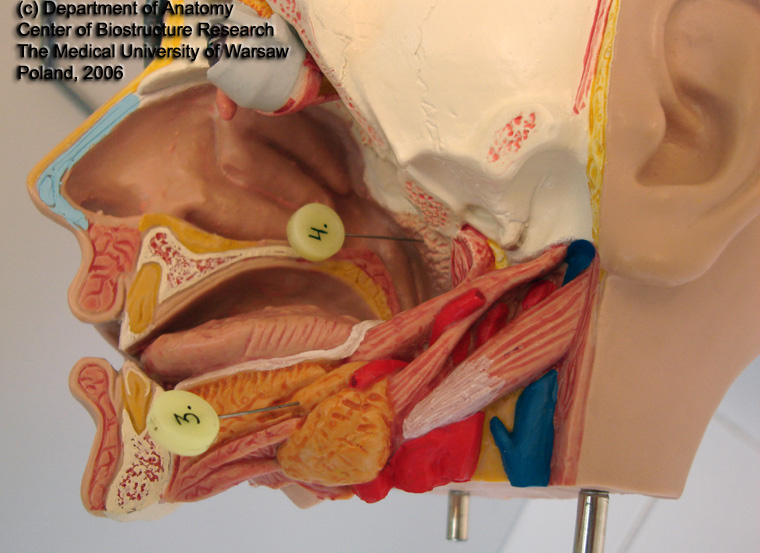 (c) Department of Anatomy
Center of Biostructure Research
The Medical University of Warsaw
Poland, 2006
4.
3.